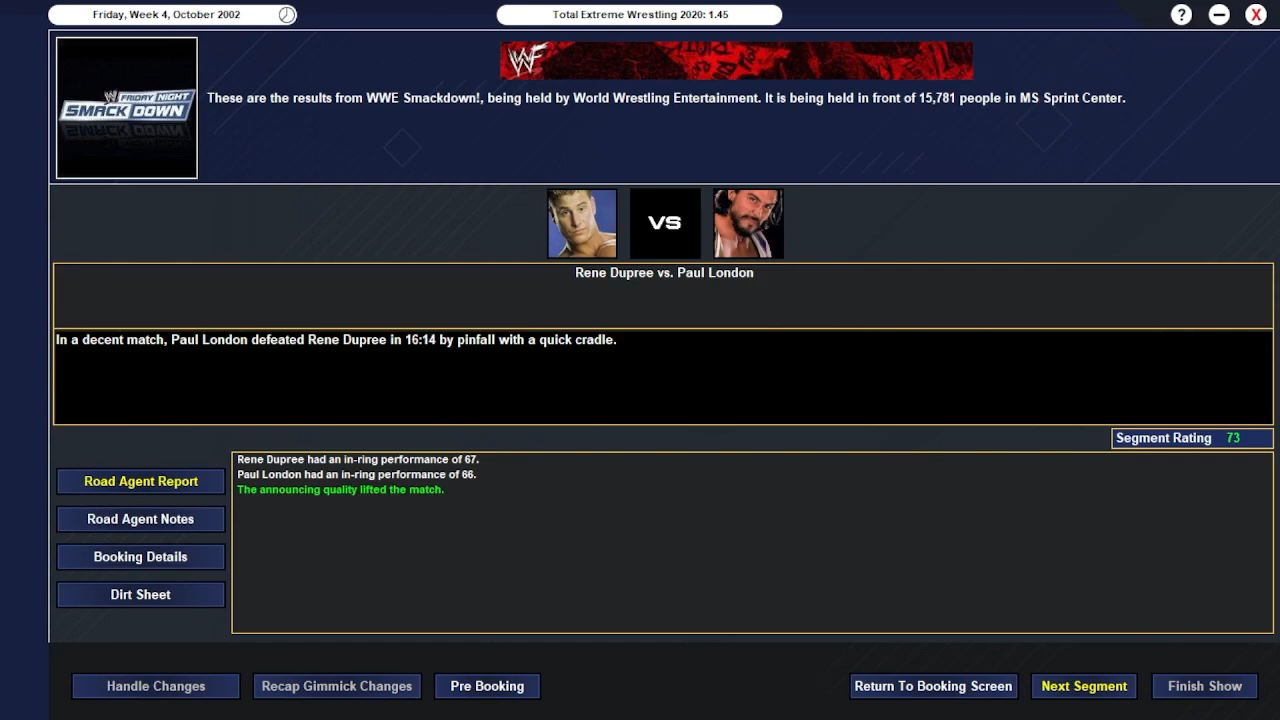 Friday, Week 4, October 2002
Total Extreme Wrestling 2020: 1.45
?
X
WF
FRIDAY NIGHT
SMACK DOWN
These are the results from WWE Smackdown!, being held by World Wrestling Entertainment. It is being held in front of 15,781 people in MS Sprint Center.
VS
Rene Dupree vs. Paul London
In a decent match, Paul London defeated Rene Dupree in 16:14 by pinfall with a quick cradle.
Segment Rating 73
Rene Dupree had an in-ring performance of 67.
Paul London had an in-ring performance of 66.
The announcing quality lifted the match.
Road Agent Report
Road Agent Notes
Booking Details
Dirt Sheet
Handle Changes
Recap Gimmick Changes
Pre Booking
Return To Booking Screen
Next Segment
Finish Show